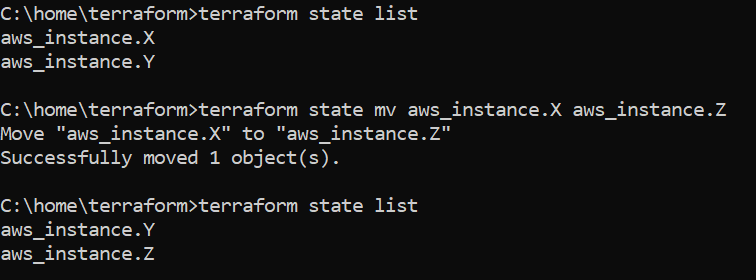 C:\home\terraform>terraform state list
aws_instance.X
aws_instance.Y
C:\home\terraform>terraform state mv aws_instance.X aws_instance.Z
Move "aws_instance.X" to "aws_instance.Z"
Successfully moved 1 object(s).
C:\home\terraform>terraform state list
aws_instance.Y
aws_instance.Z